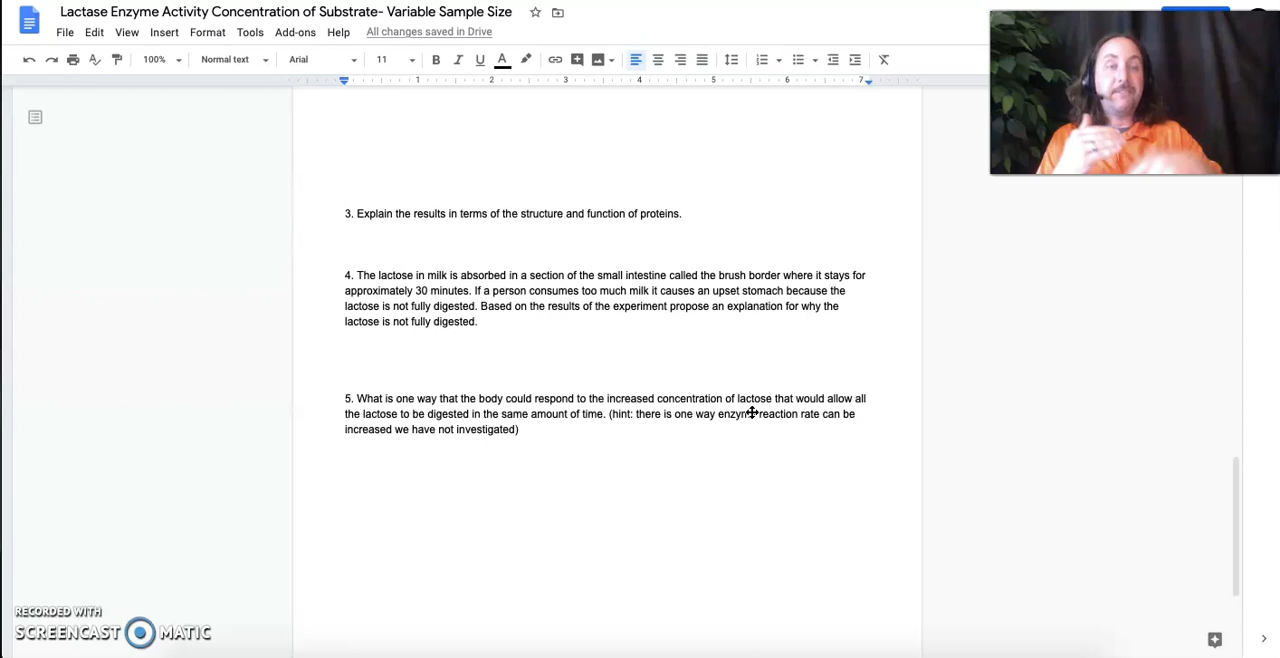 Lactase Enzyme Activity Concentration of Substrate- Variable Sample Size
File Edit View Insert Format Tools Add-ons Help All changes saved in Drive
100% Normal text Arial 11 B I U A
1 2 3 4 5 6 7
3. Explain the results in terms of the structure and function of proteins.
4. The lactose in milk is absorbed in a section of the small intestine called the brush border where it stays for
approximately 30 minutes. If a person consumes too much milk it causes an upset stomach because the
lactose is not fully digested. Based on the results of the experiment propose an explanation for why the
lactose is not fully digested.
5. What is one way that the body could respond to the increased concentration of lactose that would allow all
the lactose to be digested in the same amount of time. (hint: there is one way reaction rate can be
increased we have not investigated)
RECORDED WITH
SCREENCAST MATIC